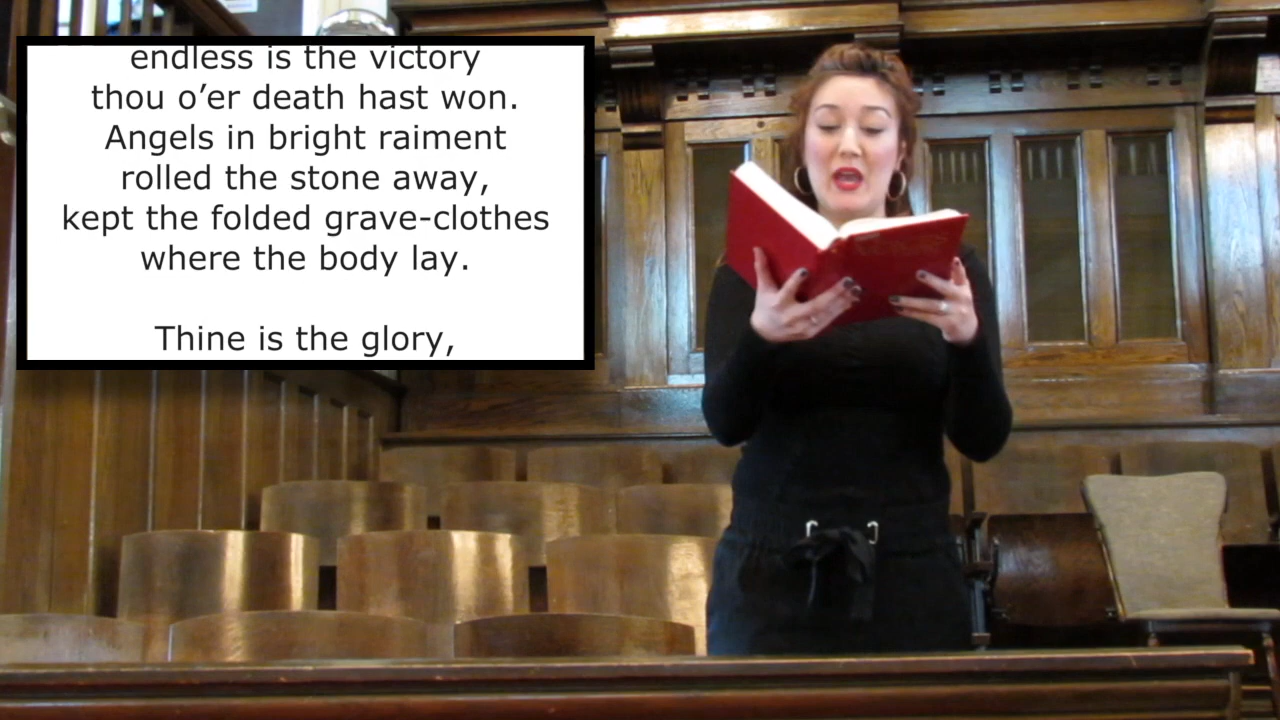 endless is the victory
thou o’er death hast won.
Angels in bright raiment
rolled the stone away,
kept the folded grave-clothes
where the body lay.
Thine is the glory,